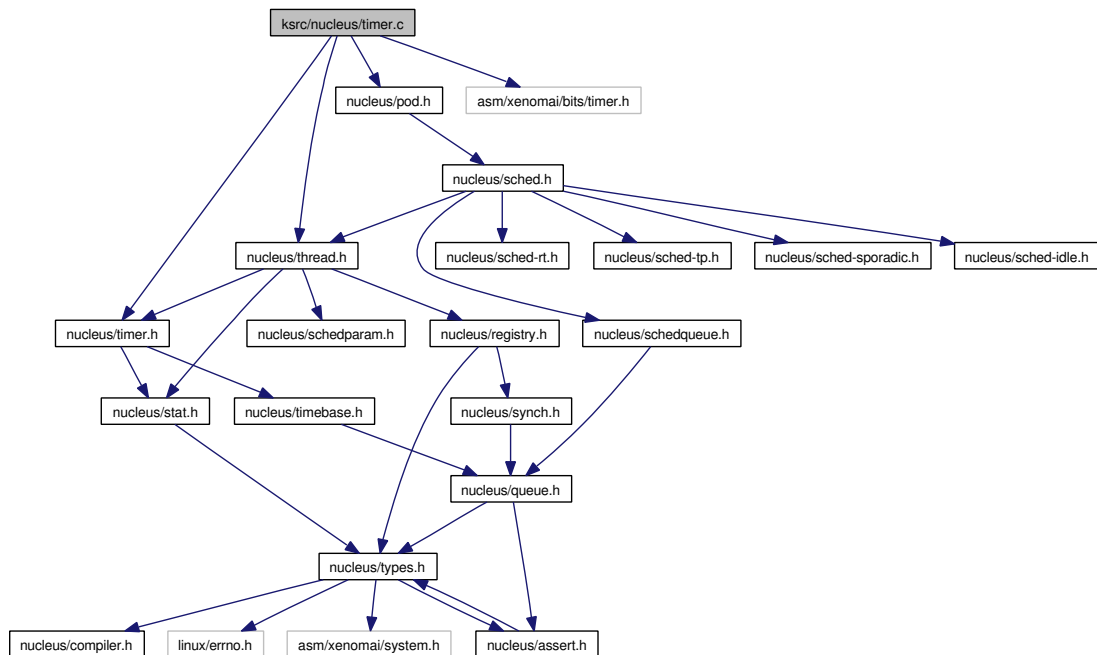 ksrc/nucleus/timer.c
nucleus/pod.h
asm/xenomai/bits/timer.h
nucleus/sched.h
nucleus/thread.h
nucleus/sched-rt.h
nucleus/sched-tp.h
nucleus/sched-sporadic.h
nucleus/sched-idle.h
nucleus/timer.h
nucleus/schedparam.h
nucleus/registry.h
nucleus/schedqueue.h
nucleus/stat.h
nucleus/timebase.h
nucleus/synch.h
nucleus/queue.h
nucleus/types.h
nucleus/compiler.h
linux/errno.h
asm/xenomai/system.h
nucleus/assert.h